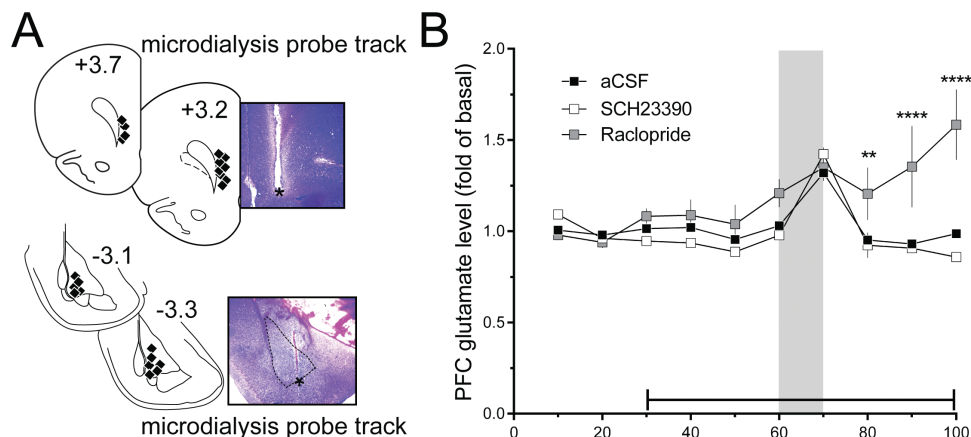 A
microdialysis probe track
+3.7
+3.2
*
-3.1
-3.3
*
microdialysis probe track
B
PFC glutamate level (fold of basal)
2.0
1.5
1.0
0.5
0.0
aCSF
SCH23390
Raclopride
**
****
****
0
20
40
60
80
100